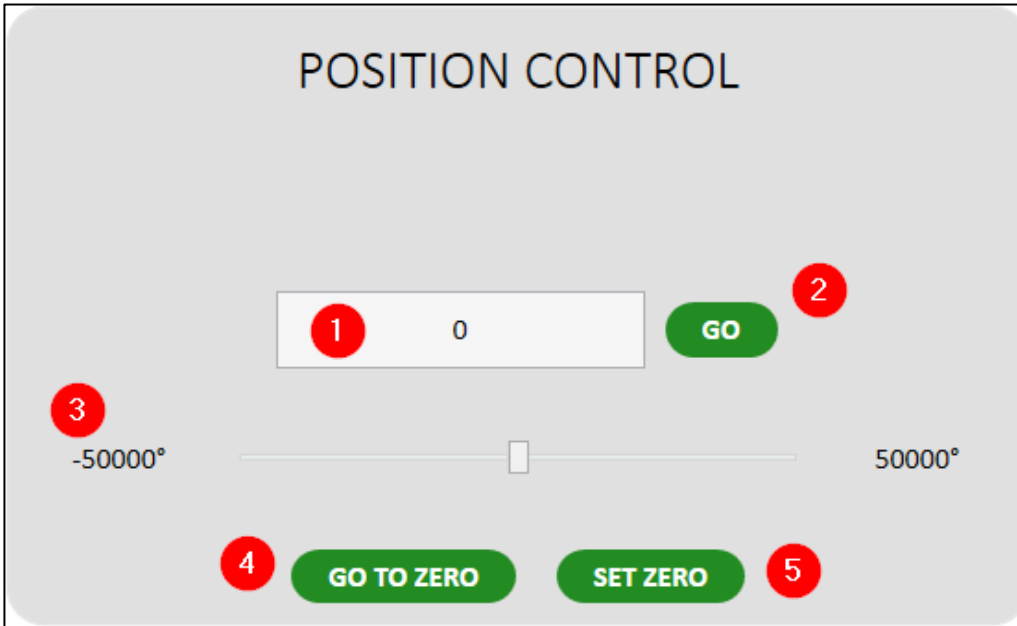 POSITION CONTROL
2
1 0 GO
3
-50000° 50000°
4 GO TO ZERO SET ZERO 5